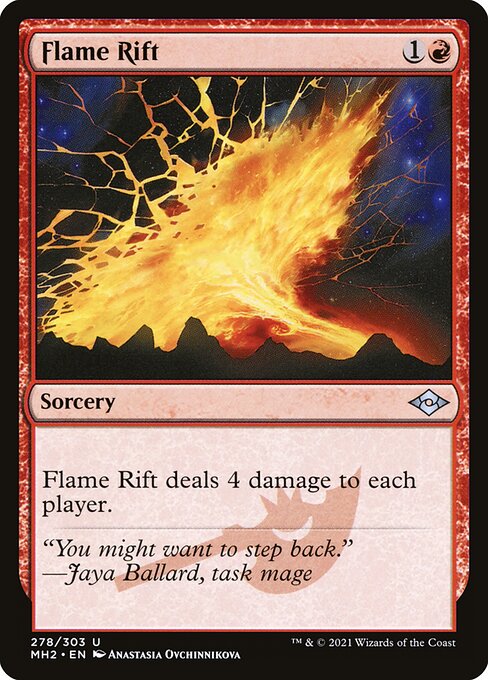 Flame Rift 1
Sorcery
Flame Rift deals 4 damage to each
player.
“You might want to step back.”
—Jaya Ballard, task mage
278/303 U
MH2 • EN Anastasia Ovchinnikova
™ & © 2021 Wizards of the Coast